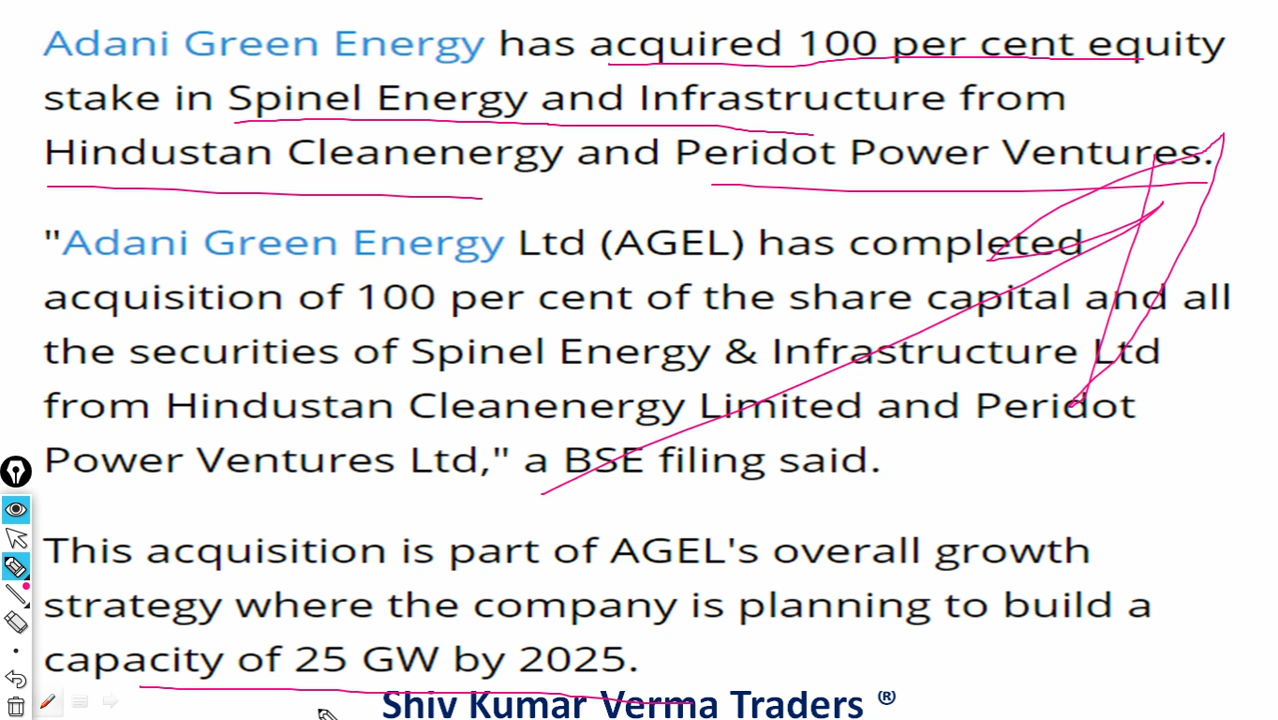 Adani Green Energy has acquired 100 per cent equity
stake in Spinel Energy and Infrastructure from
Hindustan Cleanenergy and Peridot Power Ventures.
"Adani Green Energy Ltd (AGEL) has completed
acquisition of 100 per cent of the share capital and all
the securities of Spinel Energy & Infrastructure Ltd
from Hindustan Cleanenergy Limited and Peridot
Power Ventures Ltd," a BSE filing said.
This acquisition is part of AGEL's overall growth
strategy where the company is planning to build a
capacity of 25 GW by 2025.
Shiv Kumar Verma Traders ®